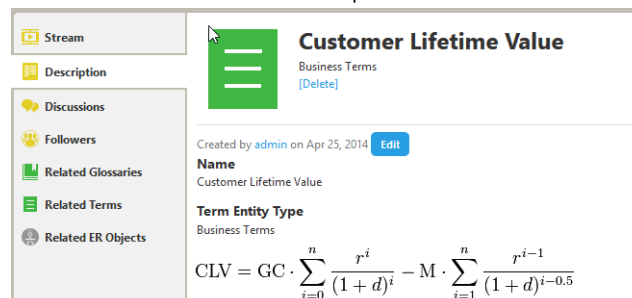 Stream
Description
Discussions
Followers
Related Glossaries
Related Terms
Related ER Objects
Customer Lifetime Value
Business Terms
[Delete]
Created by admin on Apr 25, 2014 Edit
Name
Customer Lifetime Value
Term Entity Type
Business Terms
CLV = GC · ∑_{i=0}^{n} r^i / (1 + d)^i − M · ∑_{i=1}^{n} r^{i−1} / (1 + d)^{i−0.5}